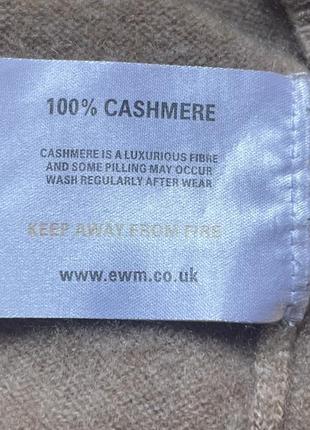 100% CASHMERE
CASHMERE IS A LUXURIOUS FIBRE
AND SOME PILLING MAY OCCUR
WASH REGULARLY AFTER WEAR
KEEP AWAY FROM FIRE
www.ewm.co.uk